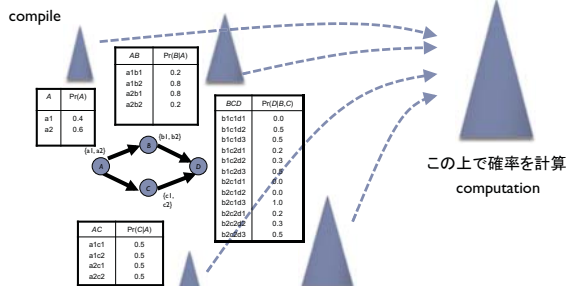 compile
AB Pr(B|A)
a1b1 0.2
a1b2 0.8
a2b1 0.8
a2b2 0.2
A Pr(A)
a1 0.4
a2 0.6
BCD Pr(D|B,C)
b1c1d1 0.0
b1c1d2 0.5
b1c1d3 0.5
b1c2d1 0.2
b1c2d2 0.3
b1c2d3
b2c1d1
b2c1d2 0.0
b2c1d3 1.0
b2c2d1 0.2
b2c2d2 0.3
b2c2d3 0.5
{a1, a2}
{b1, b2}
A
B
C
D
{c1,
c2}
AC Pr(C|A)
a1c1 0.5
a1c2 0.5
a2c1 0.5
a2c2 0.5
この上で確率を計算
computation